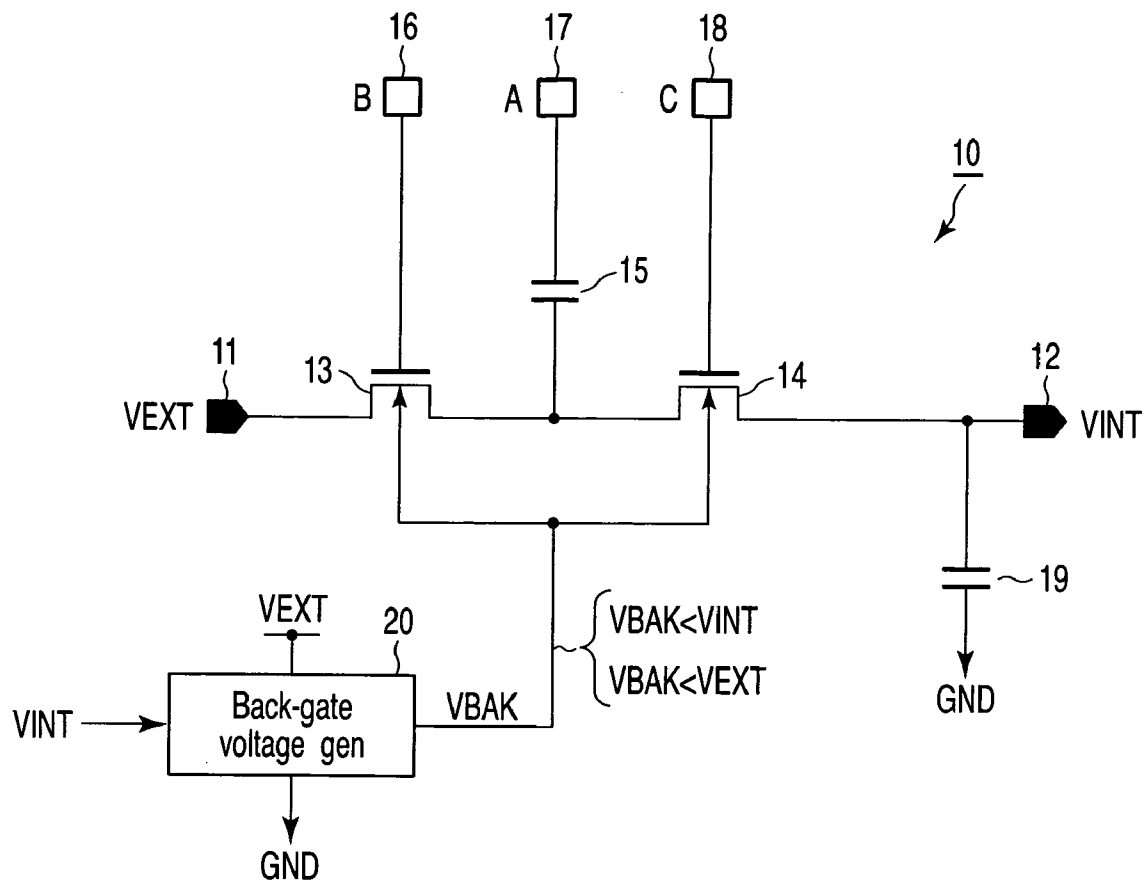 16
17
18
B
A
C
10
15
11
13
14
12
VEXT
VINT
19
VEXT
20
VBAK<VINT
VBAK<VEXT
GND
VINT
Back-gate
voltage gen
VBAK
GND